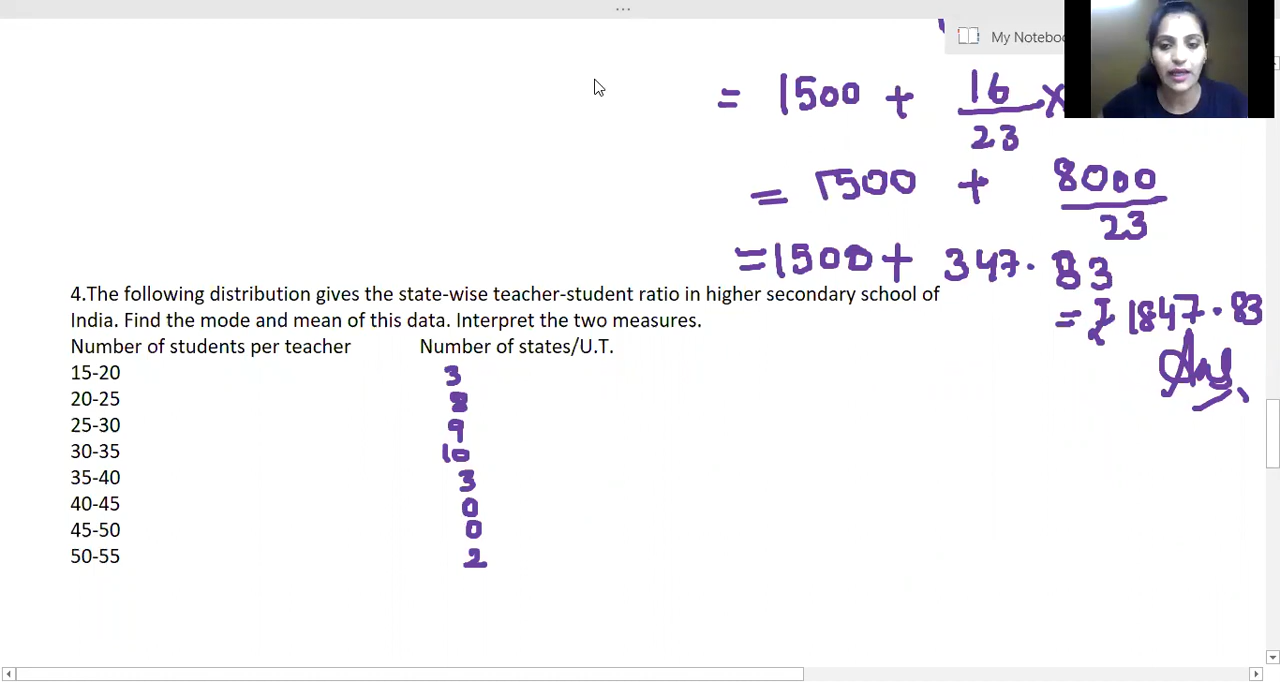 ...
My Notebo
= 1500 + 16/23 ×
= 1500 + 8000/23
=1500+ 347.83
= ₹ 1847.83
Ans
4.The following distribution gives the state-wise teacher-student ratio in higher secondary school of
India. Find the mode and mean of this data. Interpret the two measures.
Number of students per teacher Number of states/U.T.
15-20 3
20-25 8
25-30 9
30-35 10
35-40 3
40-45 0
45-50 0
50-55 2